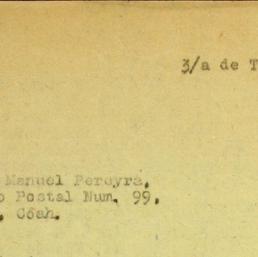 3/a de T
Manuel Pereyra,
o Postal Num. 99,
, Coah.